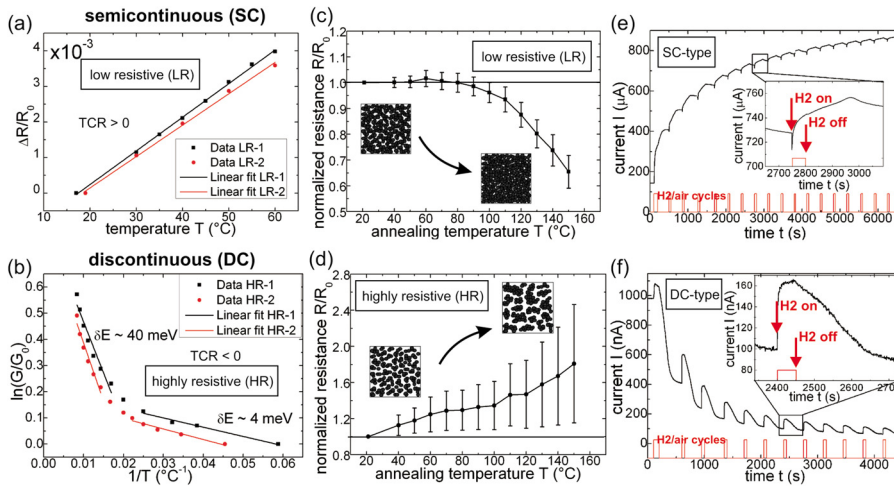 semicontinuous (SC)
(a)
x10⁻³
low resistive (LR)
TCR > 0
Data LR-1
Data LR-2
Linear fit LR-1
Linear fit LR-2
ΔR/R₀
4
3
2
1
0
10 20 30 40 50 60
temperature T (°C)
discontinuous (DC)
(b)
Data HR-1
Data HR-2
Linear fit HR-1
Linear fit HR-2
δE ~ 40 meV
TCR < 0
highly resistive (HR)
δE ~ 4 meV
ln(G/G₀)
0.6
0.5
0.4
0.3
0.2
0.1
0.0
0.00 0.01 0.02 0.03 0.04 0.05 0.06
1/T (°C⁻¹)
(c)
low resistive (LR)
normalized resistance R/R₀
1.2
1.1
1.0
0.9
0.8
0.7
0.6
0.5
0 20 40 60 80 100 120 140 160
annealing temperature T (°C)
(d)
highly resistive (HR)
normalized resistance R/R₀
2.8
2.4
2.0
1.6
1.2
0.8
0 20 40 60 80 100 120 140 160
annealing temperature T (°C)
(e)
SC-type
current I (µA)
800
600
400
200
0
H2/air cycles
0 1000 2000 3000 4000 5000 6000
time t (s)
current I (µA)
760
740
720
700
H2 on
H2 off
2700 2800 2900 3000
time t (s)
(f)
DC-type
current I (nA)
1000
800
600
400
200
0
H2/air cycles
0 1000 2000 3000 4000
time t (s)
current I (nA)
160
140
120
100
80
H2 on
H2 off
2400 2500 2600 2700
time t (s)